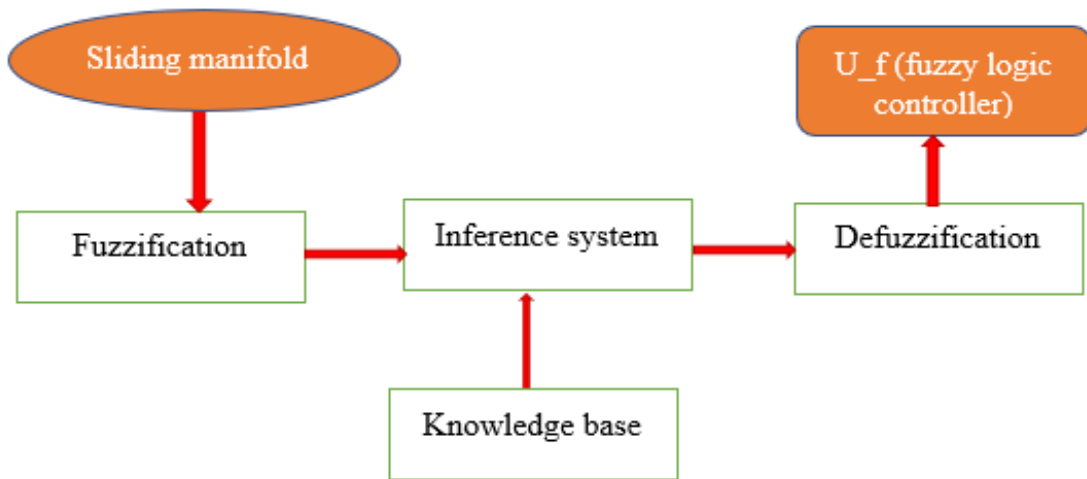 Sliding manifold
U_f (fuzzy logic
controller)
Fuzzification
Inference system
Defuzzification
Knowledge base